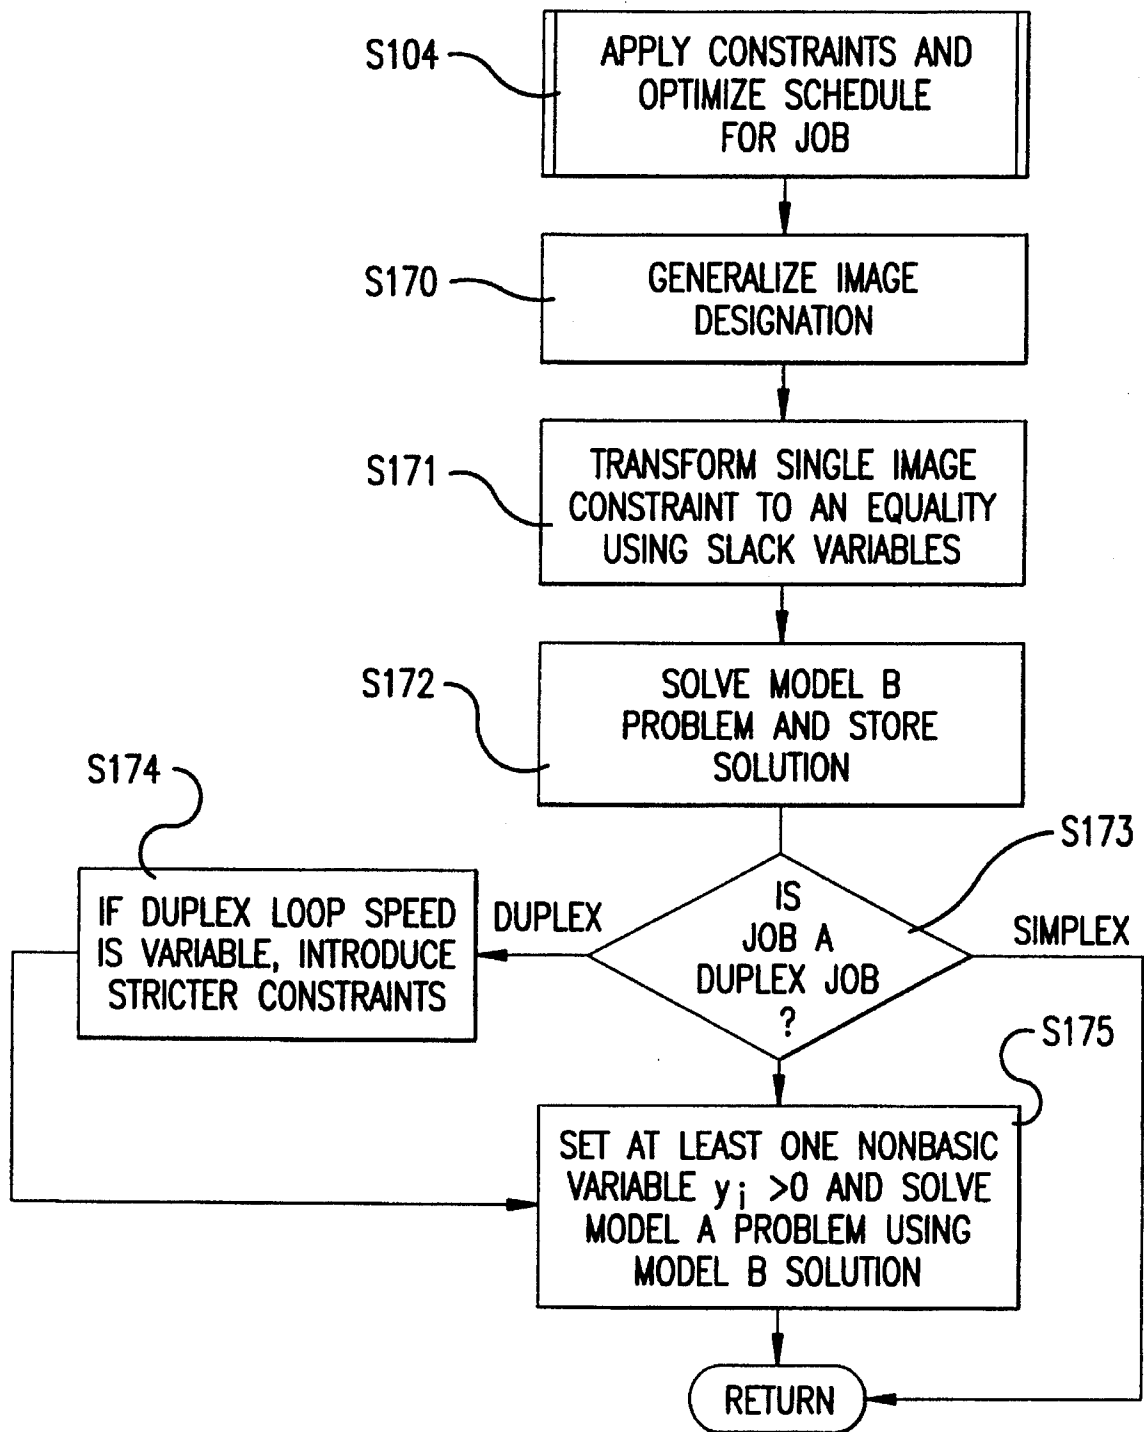 S104
APPLY CONSTRAINTS AND
OPTIMIZE SCHEDULE
FOR JOB
S170
GENERALIZE IMAGE
DESIGNATION
S171
TRANSFORM SINGLE IMAGE
CONSTRAINT TO AN EQUALITY
USING SLACK VARIABLES
S172
SOLVE MODEL B
PROBLEM AND STORE
SOLUTION
S173
IS
JOB A
DUPLEX JOB
?
DUPLEX
SIMPLEX
S174
IF DUPLEX LOOP SPEED
IS VARIABLE, INTRODUCE
STRICTER CONSTRAINTS
S175
SET AT LEAST ONE NONBASIC
VARIABLE yj >0 AND SOLVE
MODEL A PROBLEM USING
MODEL B SOLUTION
RETURN